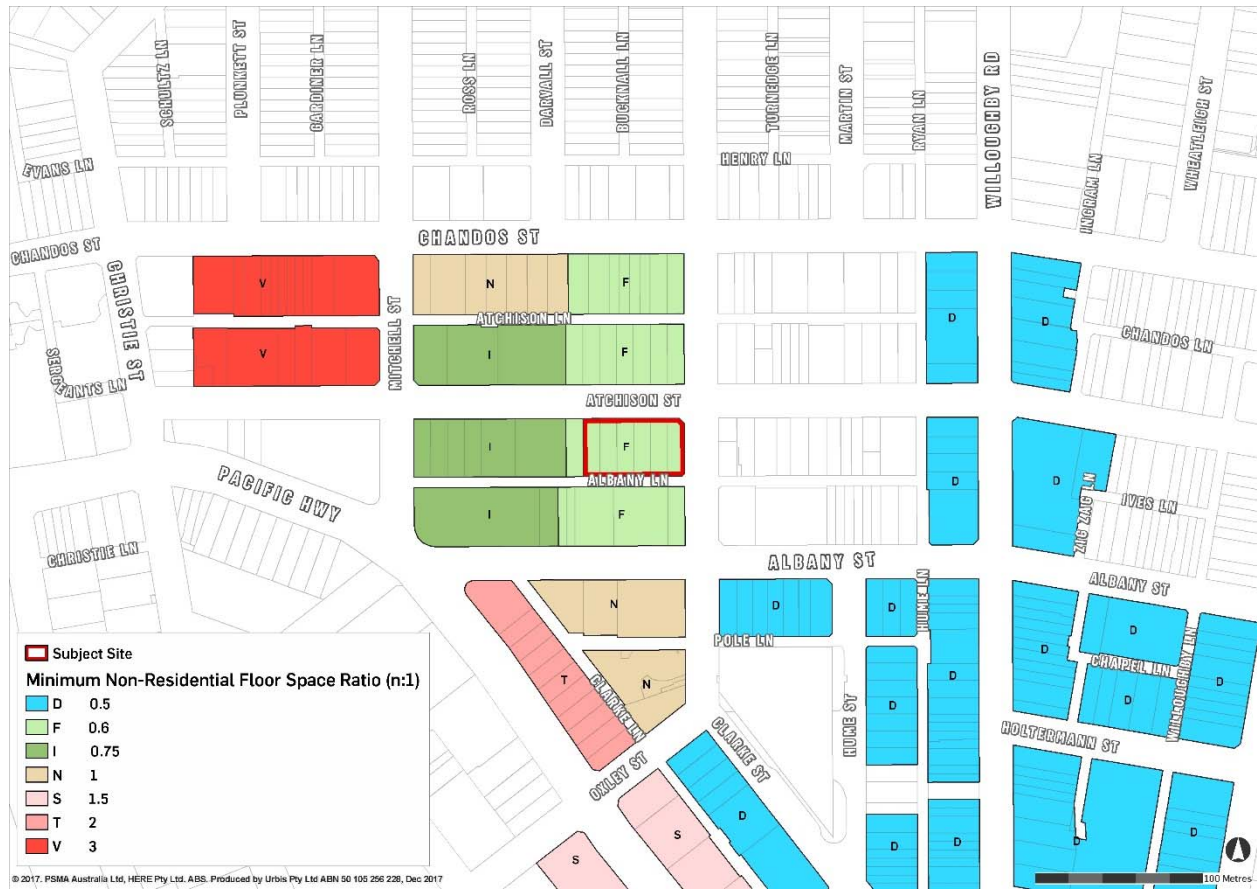 SCHULTZ LN
PLUNKETT ST
GARDINER LN
ROSS LN
DARVALL ST
BUCKNALL LN
TURNEDGE LN
MARTIN ST
RYAN LN
WILLOUGHBY RD
INGRAM LN
WHEATLEIGH ST
EVANS LN
HENRY LN
CHANDOS ST
CHANDOS ST
CHRISTIE ST
V
N
F
D
D
ATCHISON LN
CHANDOS LN
SERGEANTS LN
MITCHELL ST
V
I
F
ATCHISON ST
I
F
D
D
ALBANY LN
PACIFIC HWY
I
F
ZIG ZAG LN
IVES LN
CHRISTIE LN
ALBANY ST
ALBANY ST
N
D
D
HUME LN
D
D
POLE LN
CHAPEL LN
WILLOUGHBY LN
T
CLARKE LN
N
D
D
D
D
HUME ST
HOLTERMANN ST
OXLEY ST
CLARKE ST
S
D
S
D
D
D
D
Subject Site
Minimum Non-Residential Floor Space Ratio (n:1)
D 0.5
F 0.6
I 0.75
N 1
S 1.5
T 2
V 3
© 2017. PSMA Australia Ltd, HERE Pty Ltd. ABS. Produced by Urbis Pty Ltd ABN 50 105 256 228, Dec 2017
100 Metres